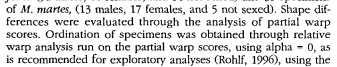 of M. martes, (13 males, 17 females, and 5 not sexed). Shape dif-
ferences were evaluated through the analysis of partial warp
scores. Ordination of specimens was obtained through relative
warp analysis run on the partial warp scores, using alpha = 0, as
is recommended for exploratory analyses (Rohlf, 1996), using the